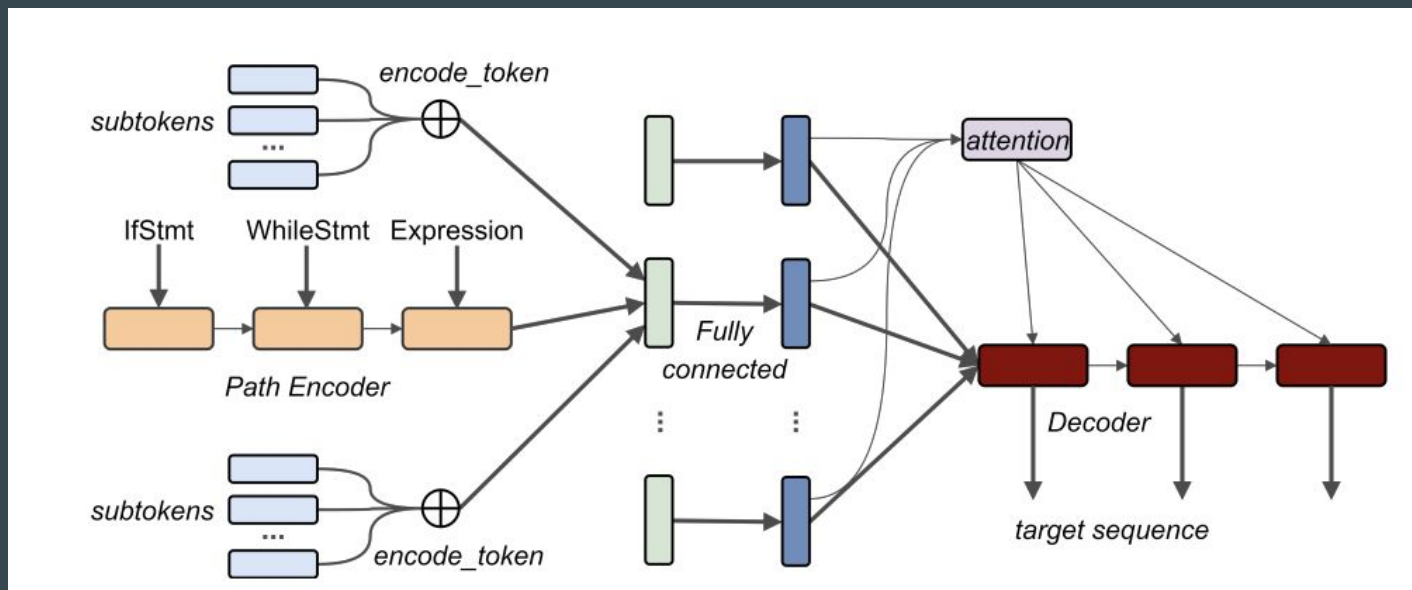 encode_token
subtokens
...
attention
IfStmt WhileStmt Expression
Fully
connected
Path Encoder
...
...
Decoder
subtokens
...
encode_token
target sequence